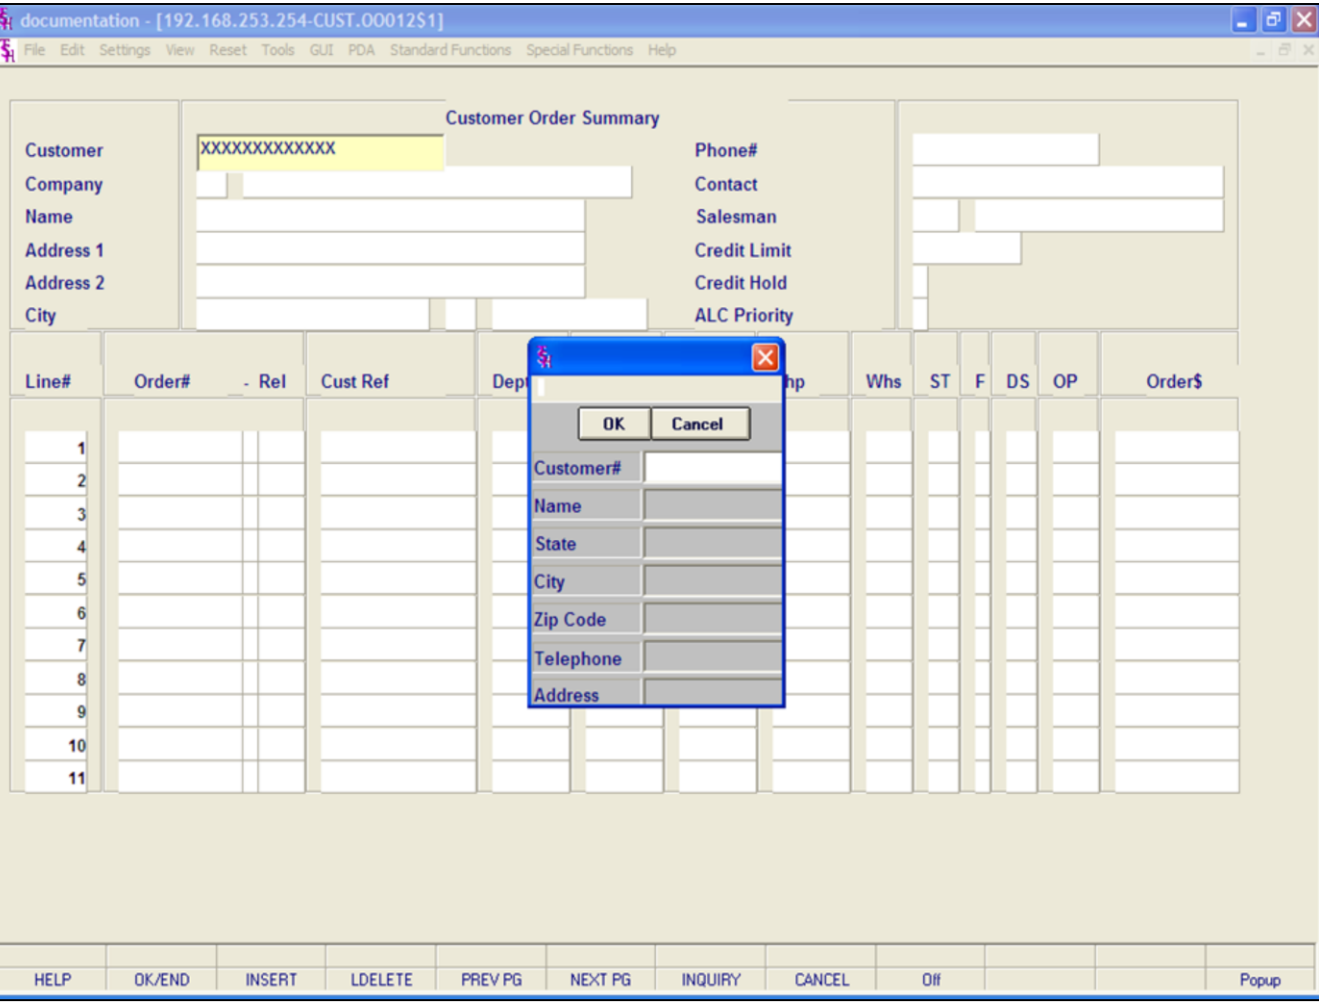 documentation - [192.168.253.254-CUST.OO012$1]
File Edit Settings View Reset Tools GUI PDA Standard Functions Special Functions Help
Customer Order Summary
Customer XXXXXXXXXXXXX Phone#
Company Contact
Name Salesman
Address 1 Credit Limit
Address 2 Credit Hold
City ALC Priority
Line# Order# - Rel Cust Ref Dept hp Whs ST F DS OP Order$
OK Cancel
Customer#
Name
State
City
Zip Code
Telephone
Address
1
2
3
4
5
6
7
8
9
10
11
HELP OK/END INSERT LDELETE PREV PG NEXT PG INQUIRY CANCEL Off Popup